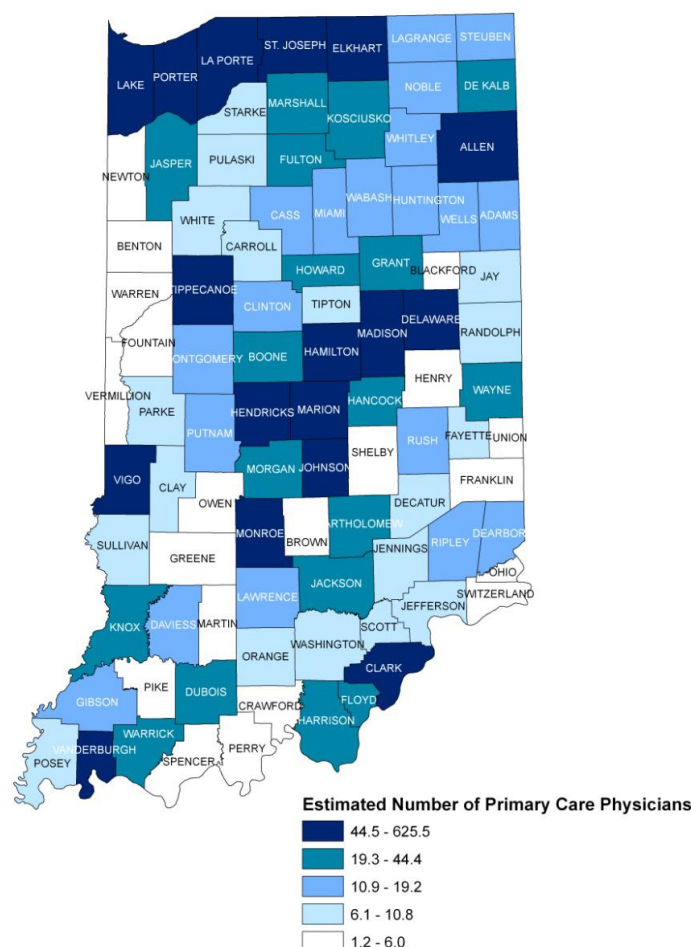 LAGRANGE
STEUBEN
ST. JOSEPH
ELKHART
LA PORTE
PORTER
LAKE
NOBLE
DE KALB
MARSHALL
STARKE
KOSCIUSKO
WHITLEY
ALLEN
JASPER
PULASKI
FULTON
NEWTON
WABASH
HUNTINGTON
MIAMI
CASS
WELLS
ADAMS
WHITE
CARROLL
BENTON
HOWARD
GRANT
BLACKFORD
JAY
TIPPECANOE
WARREN
CLINTON
TIPTON
MADISON
DELAWARE
RANDOLPH
FOUNTAIN
MONTGOMERY
BOONE
HAMILTON
HENRY
WAYNE
VERMILLION
PARKE
HENDRICKS
MARION
HANCOCK
PUTNAM
RUSH
FAYETTE
UNION
SHELBY
MORGAN
JOHNSON
FRANKLIN
VIGO
CLAY
OWEN
DECATUR
BARTHOLOMEW
DEARBORN
MONROE
BROWN
RIPLEY
SULLIVAN
JENNINGS
GREENE
OHIO
SWITZERLAND
JACKSON
LAWRENCE
JEFFERSON
KNOX
DAVIESS
MARTIN
SCOTT
WASHINGTON
ORANGE
CLARK
PIKE
DUBOIS
GIBSON
CRAWFORD
FLOYD
HARRISON
WARRICK
PERRY
VANDERBURGH
SPENCER
POSEY
Estimated Number of Primary Care Physicians
44.5 - 625.5
19.3 - 44.4
10.9 - 19.2
6.1 - 10.8
1.2 - 6.0